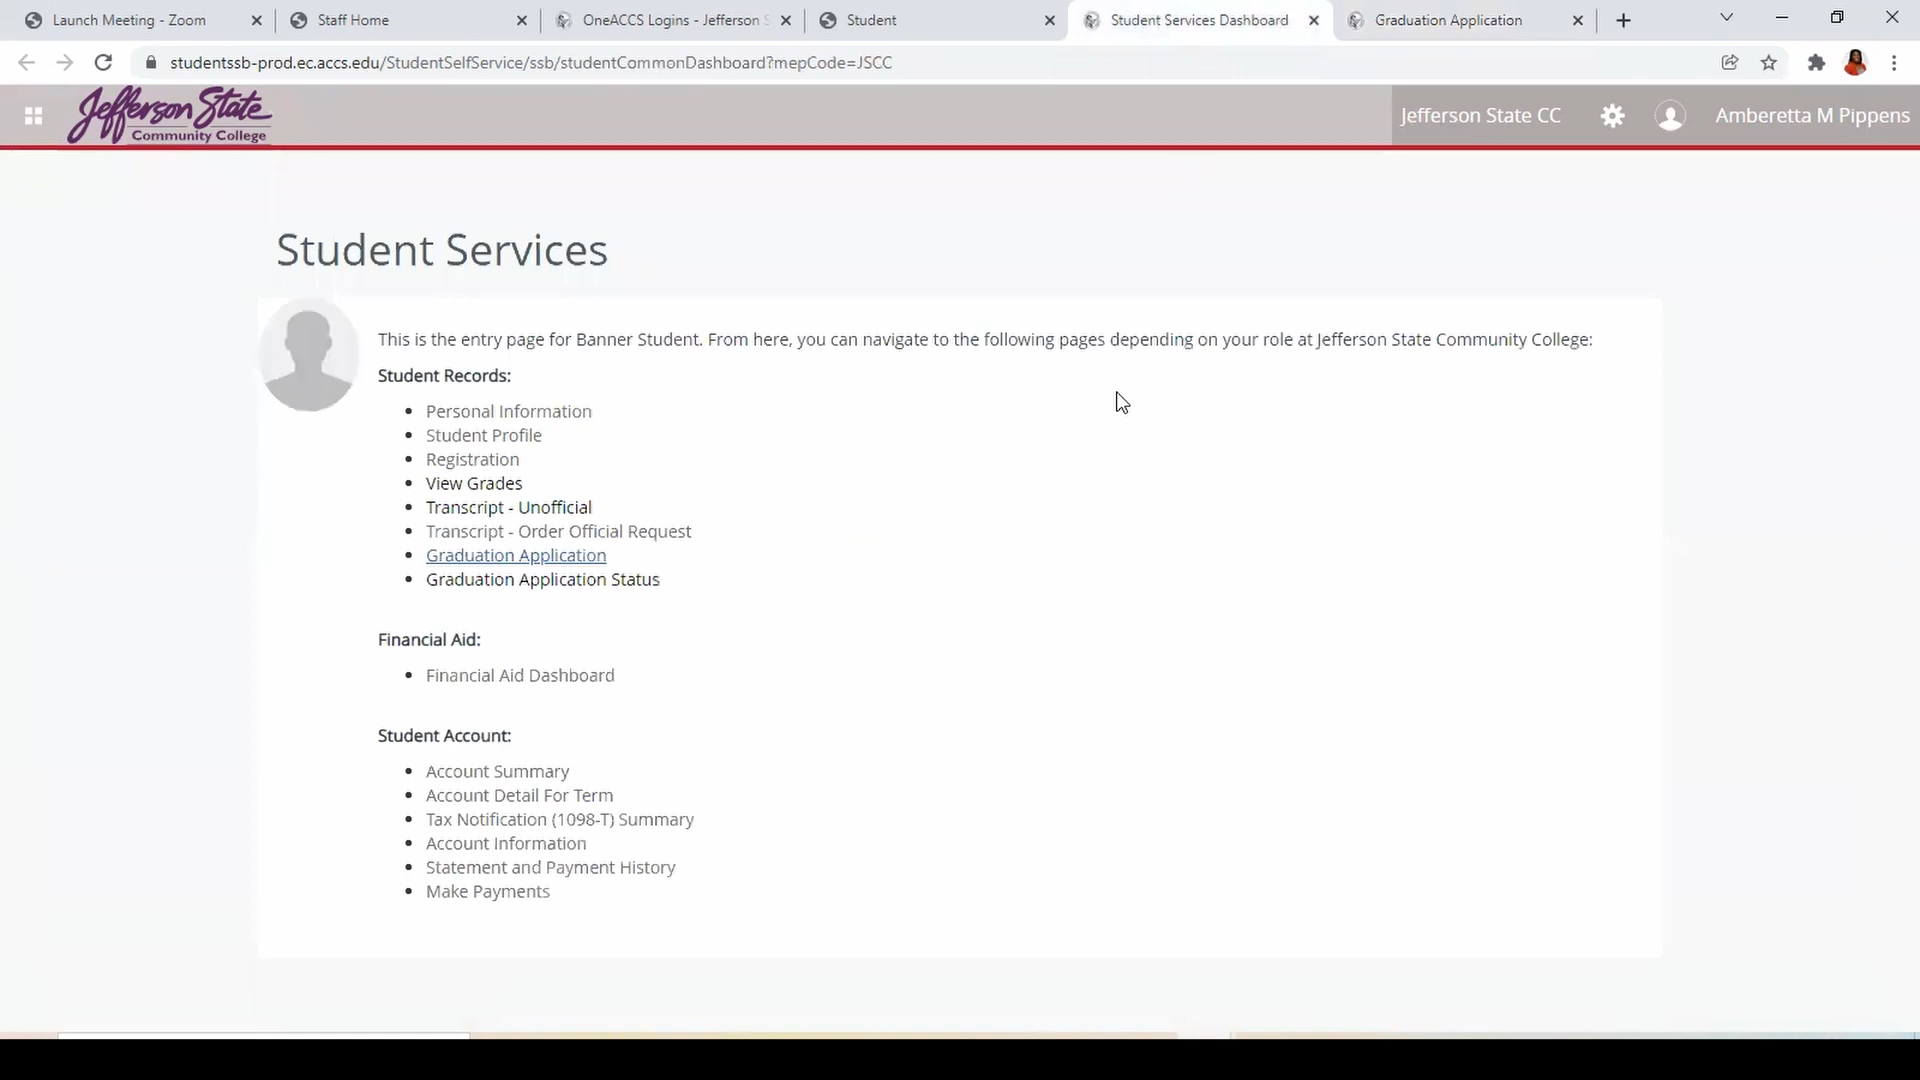 Launch Meeting - Zoom
Staff Home
OneACCS Logins - Jefferson S
Student
Student Services Dashboard
Graduation Application
studentssb-prod.ec.accs.edu/StudentSelfService/ssb/studentCommonDashboard?mepCode=JSCC
Jefferson State
Community College
Jefferson State CC
Amberetta M Pippens
Student Services
This is the entry page for Banner Student. From here, you can navigate to the following pages depending on your role at Jefferson State Community College:
Student Records:
Personal Information
Student Profile
Registration
View Grades
Transcript - Unofficial
Transcript - Order Official Request
Graduation Application
Graduation Application Status
Financial Aid:
Financial Aid Dashboard
Student Account:
Account Summary
Account Detail For Term
Tax Notification (1098-T) Summary
Account Information
Statement and Payment History
Make Payments